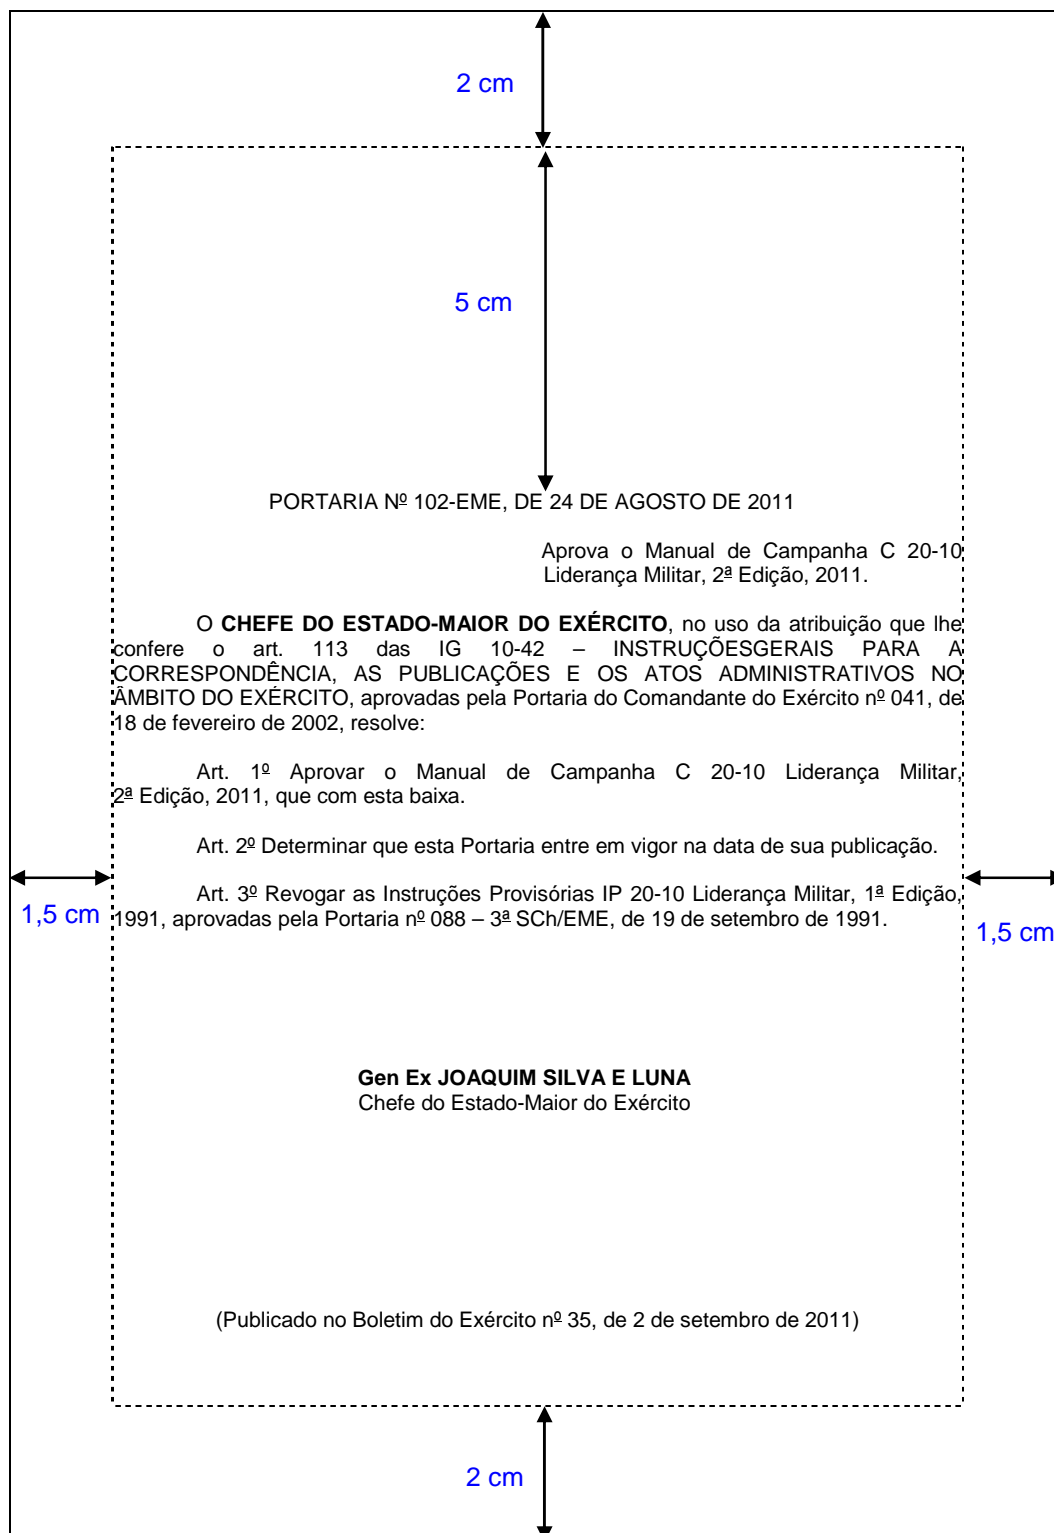 2 cm
5 cm
PORTARIA Nº 102-EME, DE 24 DE AGOSTO DE 2011
Aprova o Manual de Campanha C 20-10
Liderança Militar, 2ª Edição, 2011.
O CHEFE DO ESTADO-MAIOR DO EXÉRCITO, no uso da atribuição que lhe
confere o art. 113 das IG 10-42 – INSTRUÇÕESGERAIS PARA A
CORRESPONDÊNCIA, AS PUBLICAÇÕES E OS ATOS ADMINISTRATIVOS NO
ÂMBITO DO EXÉRCITO, aprovadas pela Portaria do Comandante do Exército nº 041, de
18 de fevereiro de 2002, resolve:
Art. 1º Aprovar o Manual de Campanha C 20-10 Liderança Militar,
2ª Edição, 2011, que com esta baixa.
Art. 2º Determinar que esta Portaria entre em vigor na data de sua publicação.
Art. 3º Revogar as Instruções Provisórias IP 20-10 Liderança Militar, 1ª Edição,
1991, aprovadas pela Portaria nº 088 – 3ª SCh/EME, de 19 de setembro de 1991.
1,5 cm
1,5 cm
Gen Ex JOAQUIM SILVA E LUNA
Chefe do Estado-Maior do Exército
(Publicado no Boletim do Exército nº 35, de 2 de setembro de 2011)
2 cm